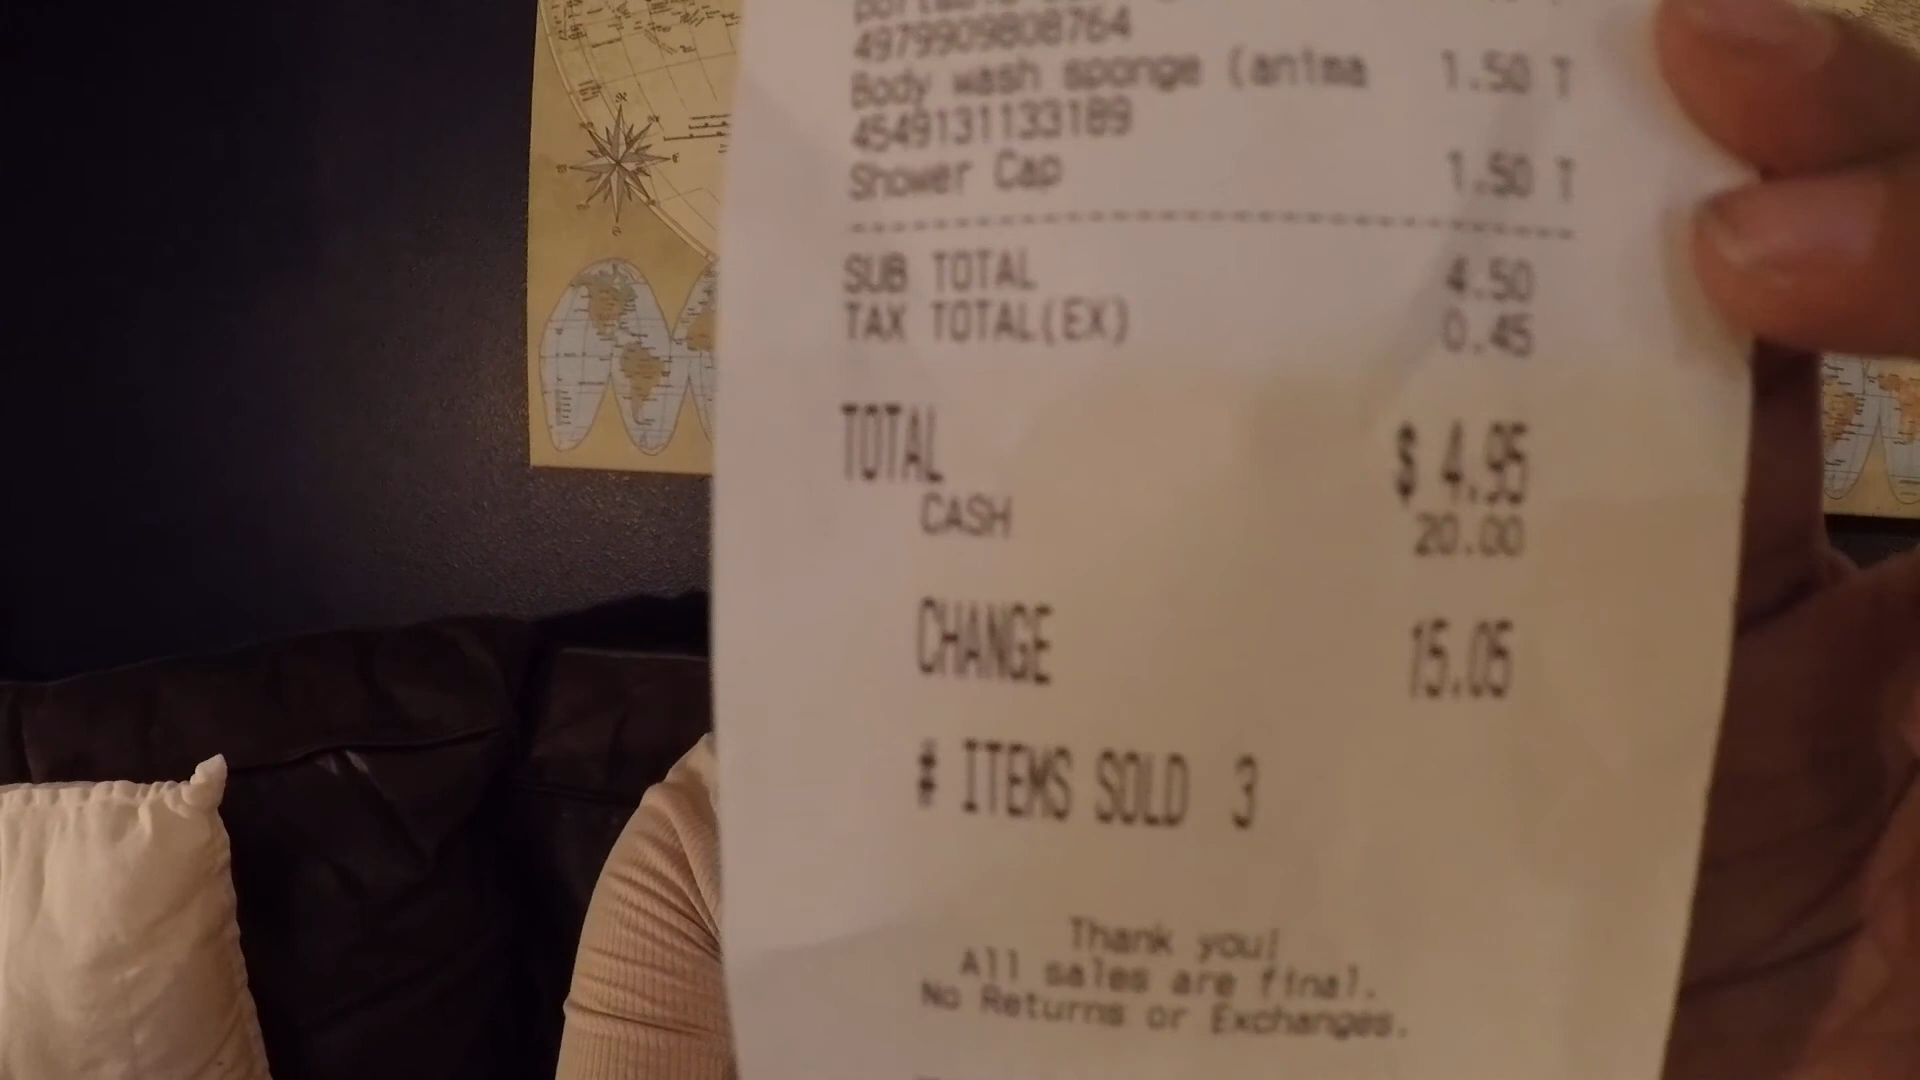 portable
4979909808764
Body wash sponge (anima 1.50 T
4549131133189
Shower Cap 1.50 T
SUB TOTAL 4.50
TAX TOTAL(EX) 0.45
TOTAL $ 4.95
CASH 20.00
CHANGE 15.05
# ITEMS SOLD 3
Thank you!
All sales are final.
No Returns or Exchanges.